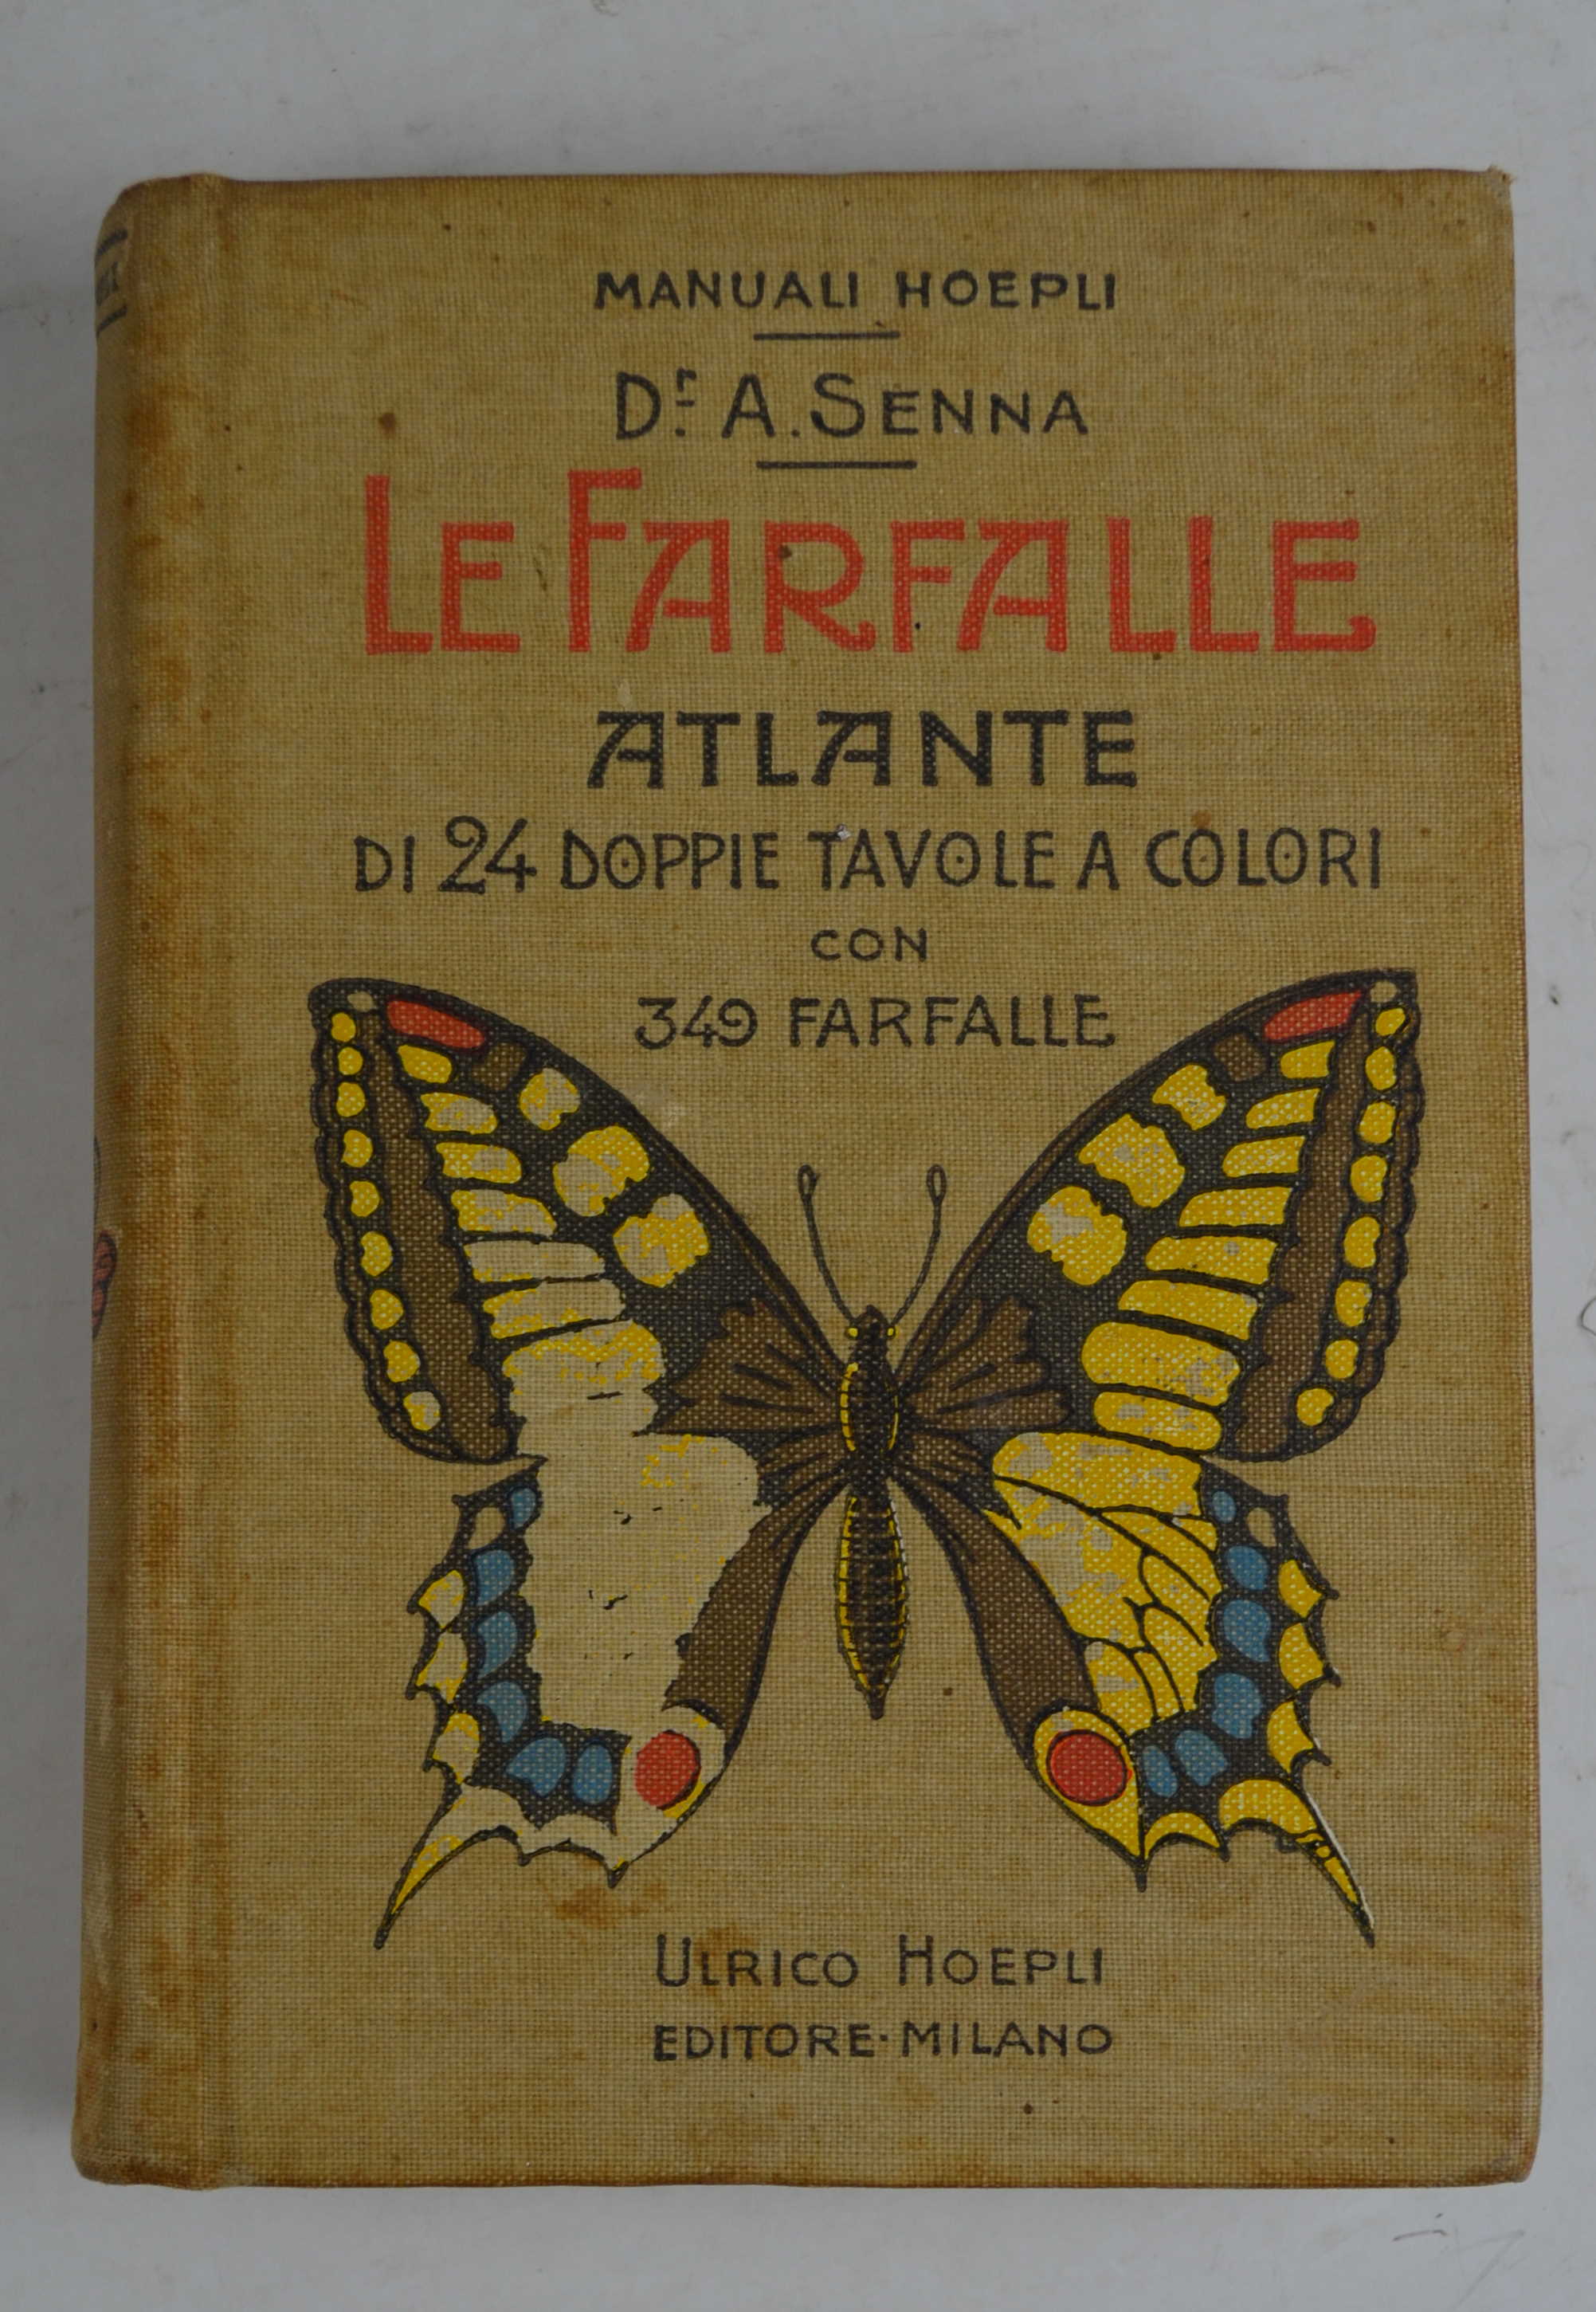 MANUALI HOEPLI
Dr. A. SENNA
LE FARFALLE
ATLANTE
DI 24 DOPPIE TAVOLE A COLORI
CON
349 FARFALLE
ULRICO HOEPLI
EDITORE·MILANO